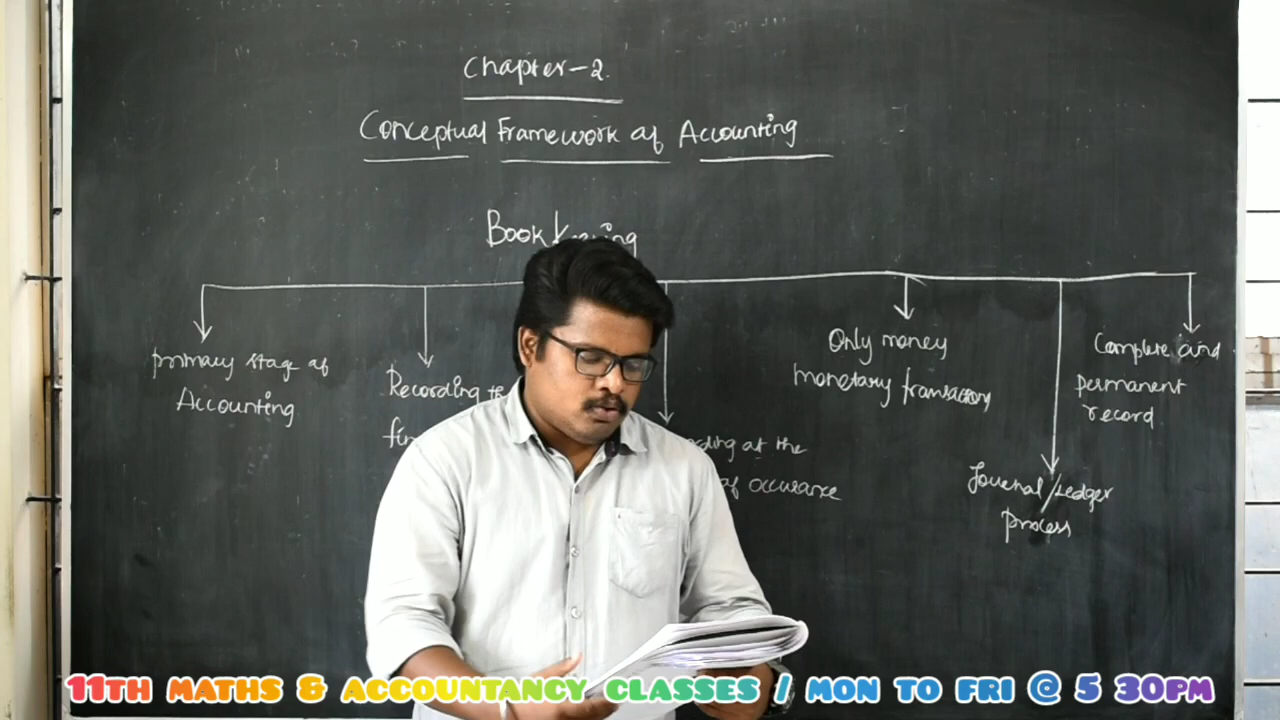 Chapter-2.
Conceptual Framework of Accounting
Book
primary stage of
Accounting
Recording
at the
of occurance
Only money
monetary transactions
Journal/Ledger
process
Complete and
permanent
record
11TH MATHS & ACCOUNTANCY CLASSES / MON TO FRI @ 5 30PM